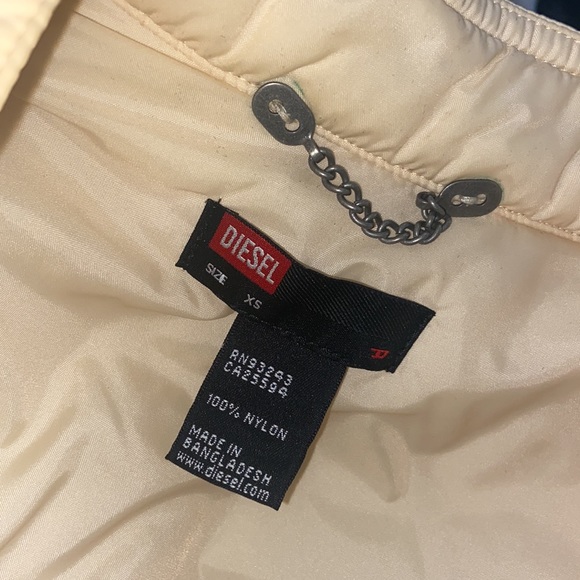 DIESEL
SIZE XS
RN93243
CA25594
100% NYLON
MADE IN
BANGLADESH
www.diesel.com